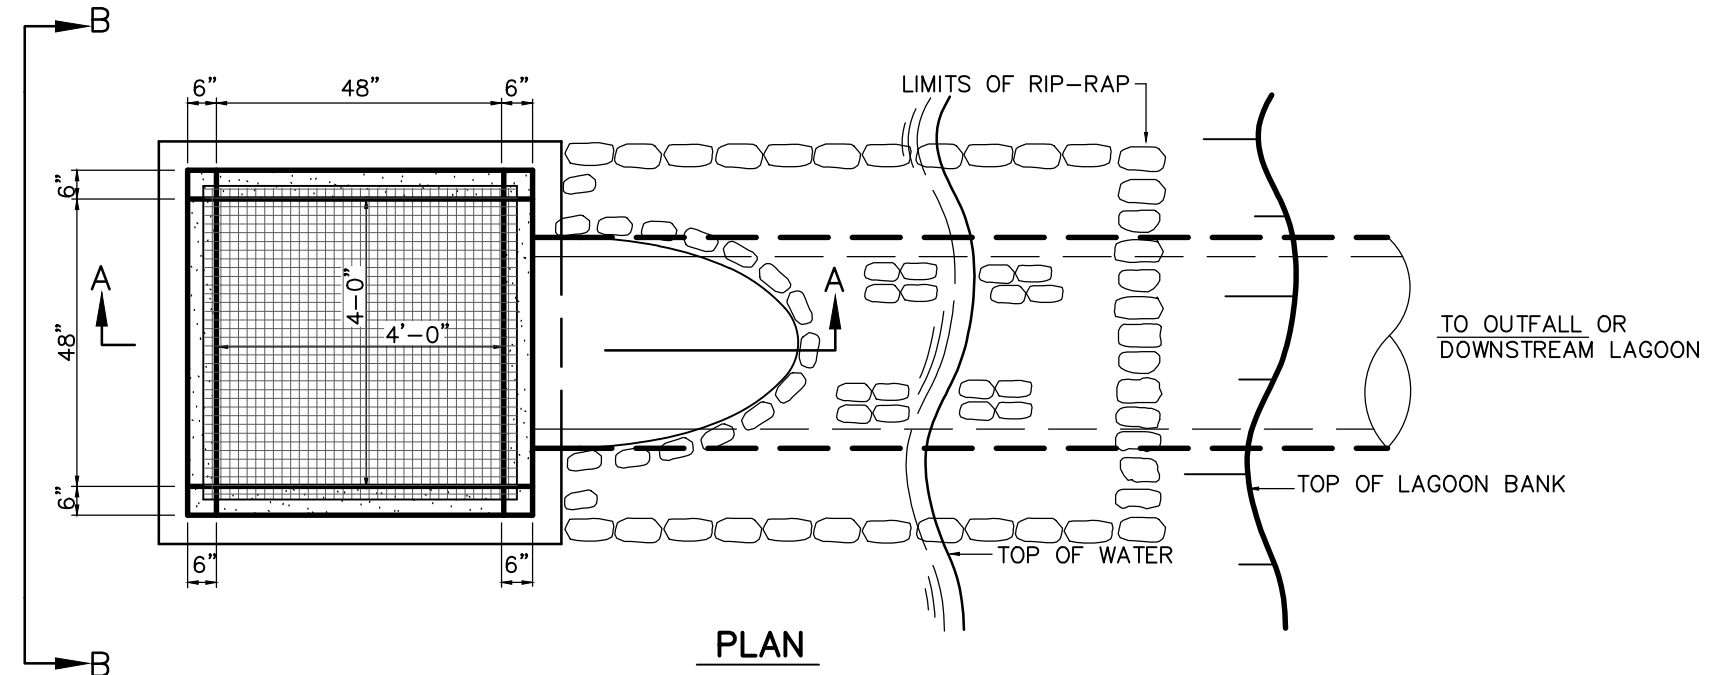 B
6" 48" 6"
LIMITS OF RIP-RAP
6"
A
4-0"
A
48"
4'-0"
TO OUTFALL OR
DOWNSTREAM LAGOON
6"
TOP OF LAGOON BANK
6" 6"
TOP OF WATER
PLAN
B